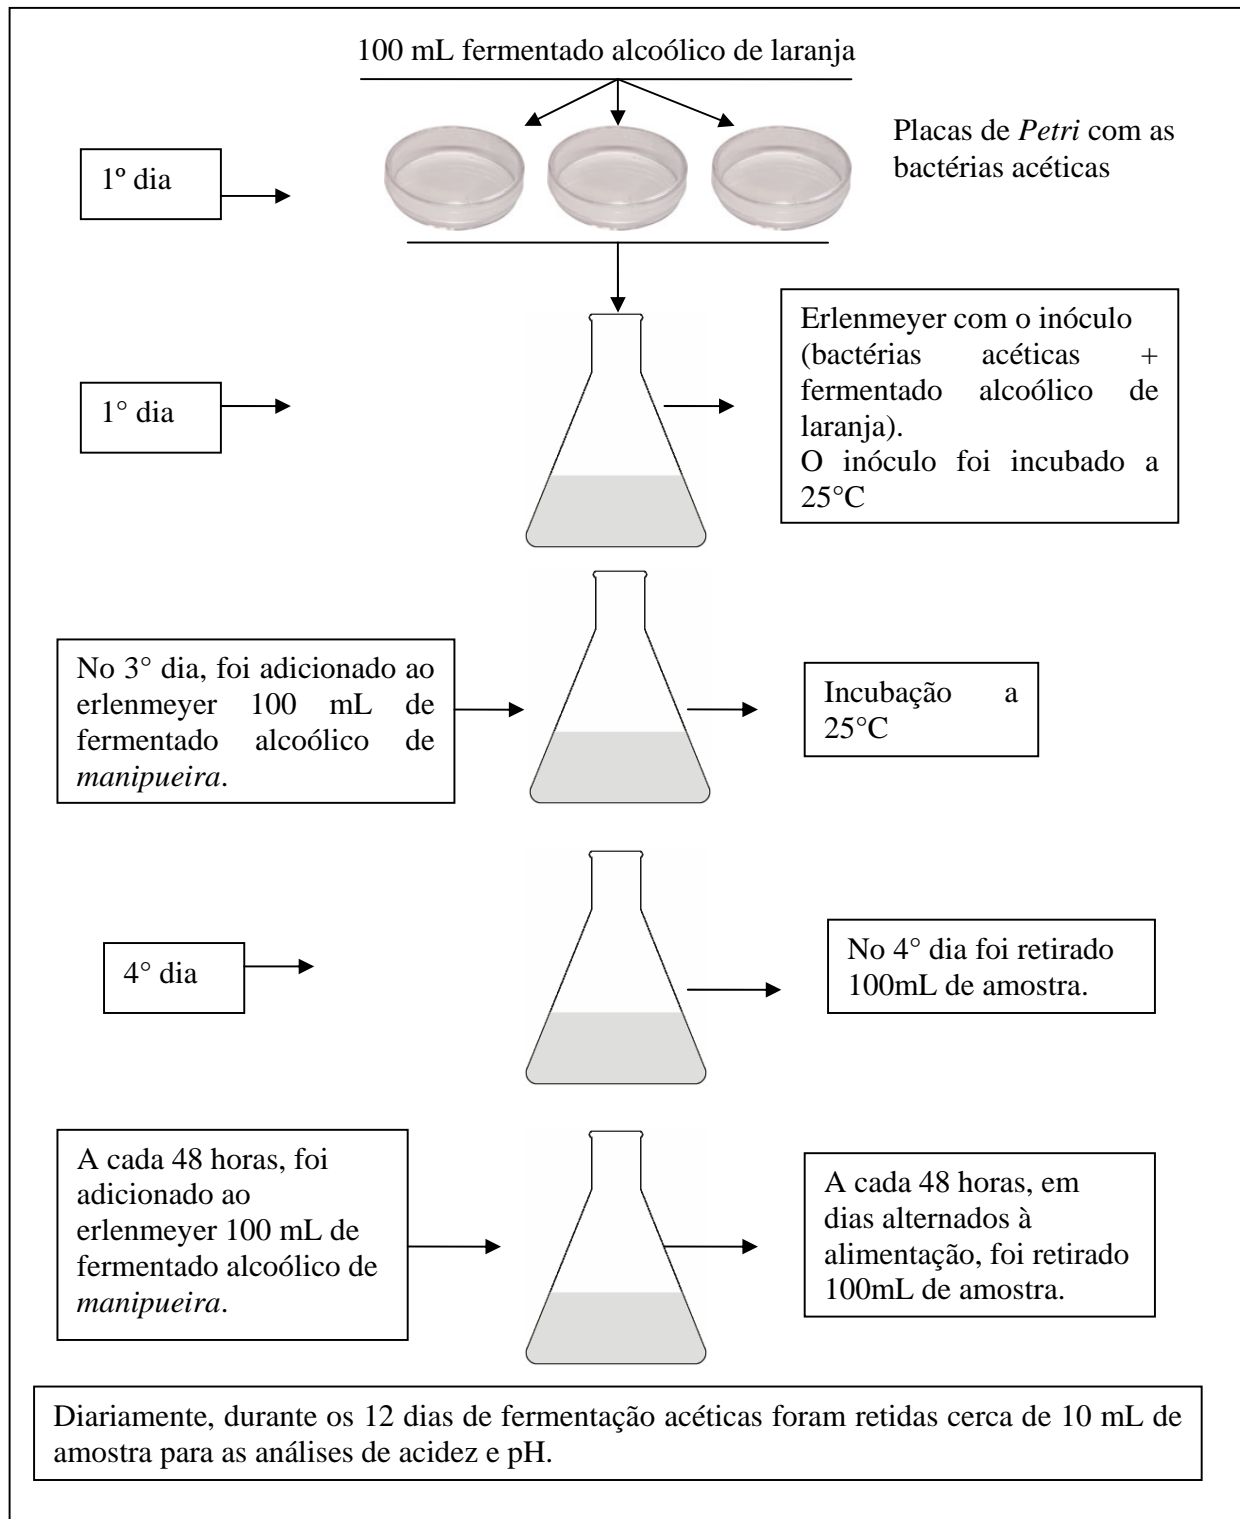 100 mL fermentado alcoólico de laranja
Placas de Petri com as
bactérias acéticas
1º dia
1° dia
Erlenmeyer com o inóculo
(bactérias acéticas +
fermentado alcoólico de
laranja).
O inóculo foi incubado a
25°C
No 3° dia, foi adicionado ao
erlenmeyer 100 mL de
fermentado alcoólico de
manipueira.
Incubação a
25°C
4° dia
No 4° dia foi retirado
100mL de amostra.
A cada 48 horas, foi
adicionado ao
erlenmeyer 100 mL de
fermentado alcoólico de
manipueira.
A cada 48 horas, em
dias alternados à
alimentação, foi retirado
100mL de amostra.
Diariamente, durante os 12 dias de fermentação acéticas foram retidas cerca de 10 mL de
amostra para as análises de acidez e pH.